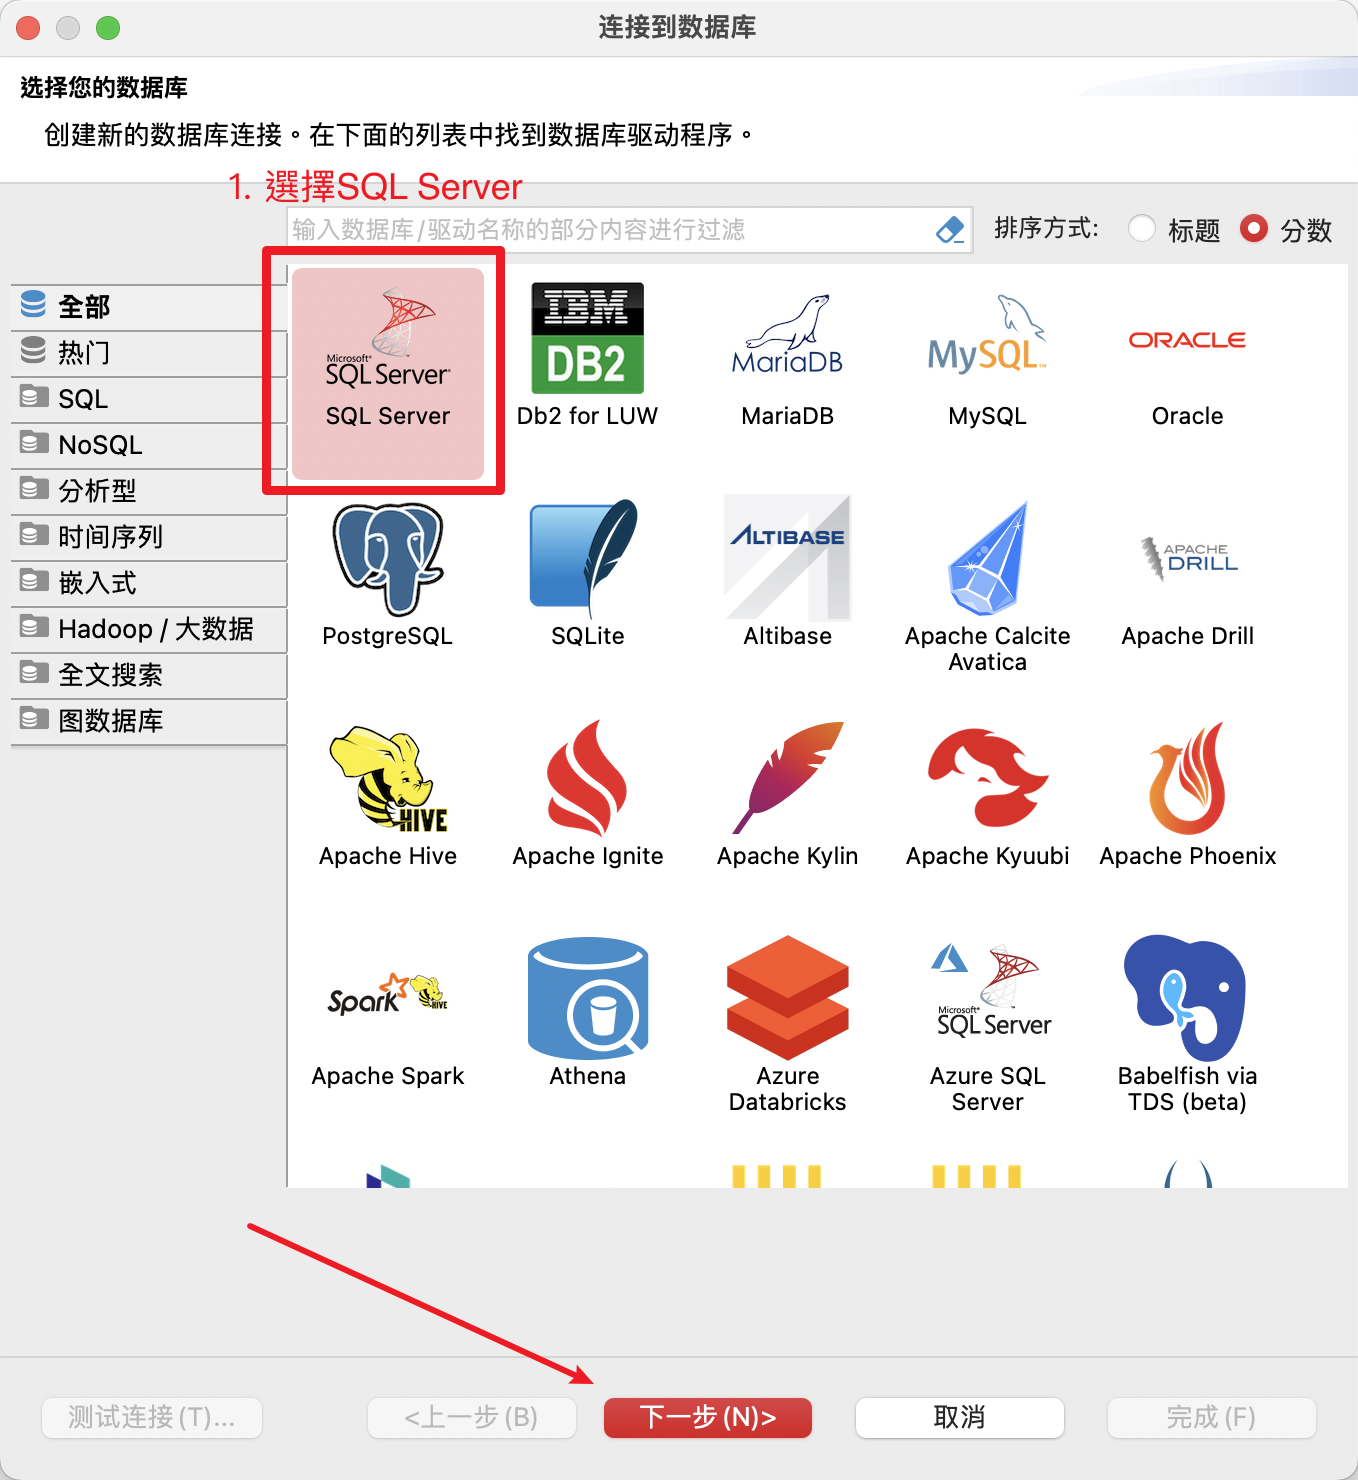 连接到数据库
选择您的数据库
创建新的数据库连接。在下面的列表中找到数据库驱动程序。
1. 選擇SQL Server
输入数据库/驱动名称的部分内容进行过滤
排序方式:
标题
分数
全部
热门
SQL
NoSQL
分析型
时间序列
嵌入式
Hadoop / 大数据
全文搜索
图数据库
Microsoft®
SQL Server®
SQL Server
IBM
DB2
Db2 for LUW
MariaDB
MariaDB
MySQL™
MySQL
ORACLE
Oracle
PostgreSQL
SQLite
ALTIBASE
Altibase
Apache Calcite
Avatica
APACHE
DRILL
Apache Drill
HIVE
Apache Hive
Apache Ignite
Apache Kylin
Apache Kyuubi
Apache Phoenix
Spark
HIVE
Apache Spark
Athena
Azure
Databricks
Microsoft®
SQL Server
Azure SQL
Server
Babelfish via
TDS (beta)
测试连接(T)...
<上一步(B)
下一步(N)>
取消
完成(F)